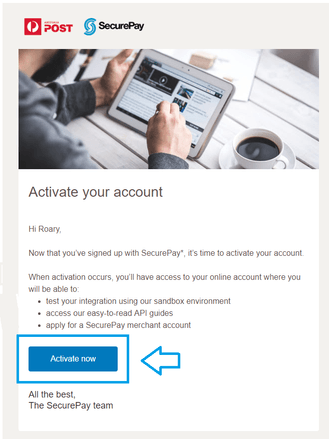 POST SecurePay
Activate your account
Hi Roary,
Now that you've signed up with SecurePay*, it's time to activate your account.
When activation occurs, you'll have access to your online account where you
will be able to:
• test your integration using our sandbox environment
• access our easy-to-read API guides
• apply for a SecurePay merchant account
Activate now
All the best,
The SecurePay team